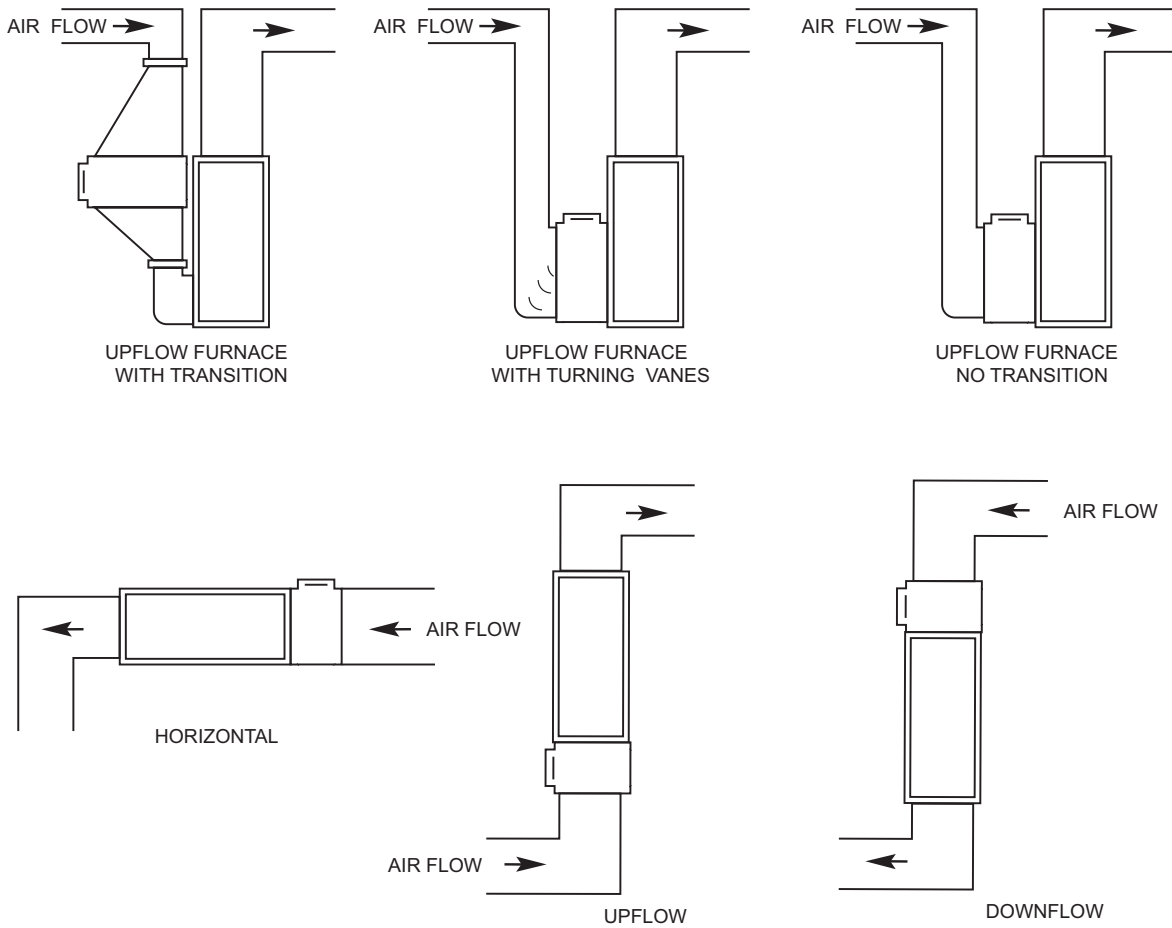 AIR FLOW
AIR FLOW
AIR FLOW
UPFLOW FURNACE
WITH TRANSITION
UPFLOW FURNACE
WITH TURNING VANES
UPFLOW FURNACE
NO TRANSITION
AIR FLOW
HORIZONTAL
AIR FLOW
UPFLOW
AIR FLOW
DOWNFLOW